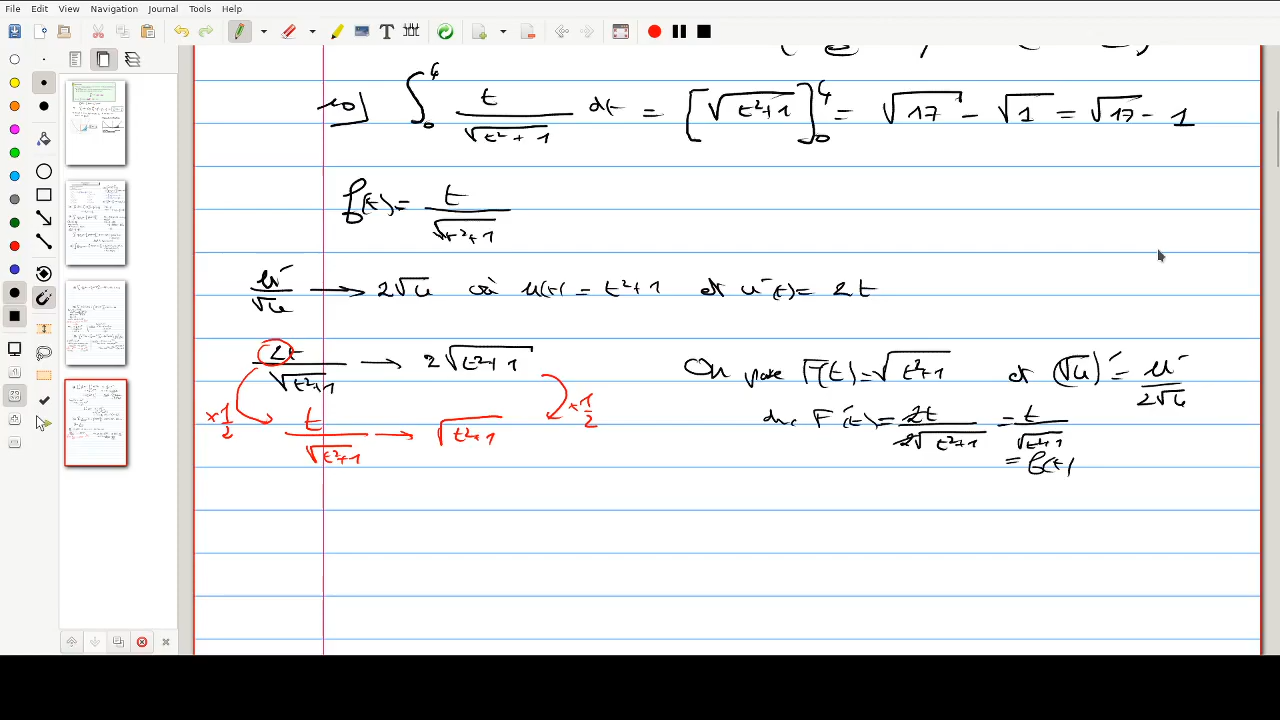 File Edit View Navigation Journal Tools Help
10] ∫₀⁴ t/√(t²+1) dt = [√(t²+1)]₀⁴ = √17 - √1 = √17 - 1
f(t) = t/√(t²+1)
u'/√u → 2√u où u(t) = t²+1 et u'(t) = 2t
2t/√(t²+1) → 2√(t²+1)
×1/2 ×1/2
t/√(t²+1) → √(t²+1)
On pose F(t) = √(t²+1) et (√u)' = u'/2√u
donc F'(t) = 2t/2√(t²+1) = t/√(t²+1)
= f(t)